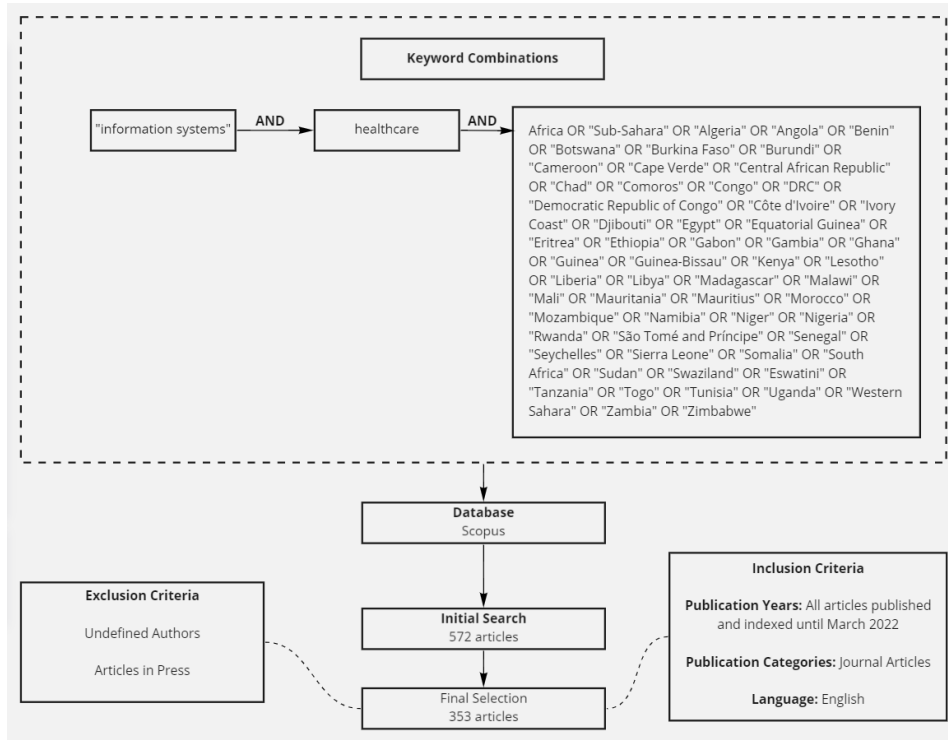 Keyword Combinations
"information systems"
AND
healthcare
AND
Africa OR "Sub-Sahara" OR "Algeria" OR "Angola" OR "Benin"
OR "Botswana" OR "Burkina Faso" OR "Burundi" OR
"Cameroon" OR "Cape Verde" OR "Central African Republic"
OR "Chad" OR "Comoros" OR "Congo" OR "DRC" OR
"Democratic Republic of Congo" OR "Côte d'Ivoire" OR "Ivory
Coast" OR "Djibouti" OR "Egypt" OR "Equatorial Guinea" OR
"Eritrea" OR "Ethiopia" OR "Gabon" OR "Gambia" OR "Ghana"
OR "Guinea" OR "Guinea-Bissau" OR "Kenya" OR "Lesotho"
OR "Liberia" OR "Libya" OR "Madagascar" OR "Malawi" OR
"Mali" OR "Mauritania" OR "Mauritius" OR "Morocco" OR
"Mozambique" OR "Namibia" OR "Niger" OR "Nigeria" OR
"Rwanda" OR "São Tomé and Príncipe" OR "Senegal" OR
"Seychelles" OR "Sierra Leone" OR "Somalia" OR "South
Africa" OR "Sudan" OR "Swaziland" OR "Eswatini" OR
"Tanzania" OR "Togo" OR "Tunisia" OR "Uganda" OR "Western
Sahara" OR "Zambia" OR "Zimbabwe"
Database
Scopus
Initial Search
572 articles
Final Selection
353 articles
Exclusion Criteria
Undefined Authors
Articles in Press
Inclusion Criteria
Publication Years: All articles published
and indexed until March 2022
Publication Categories: Journal Articles
Language: English